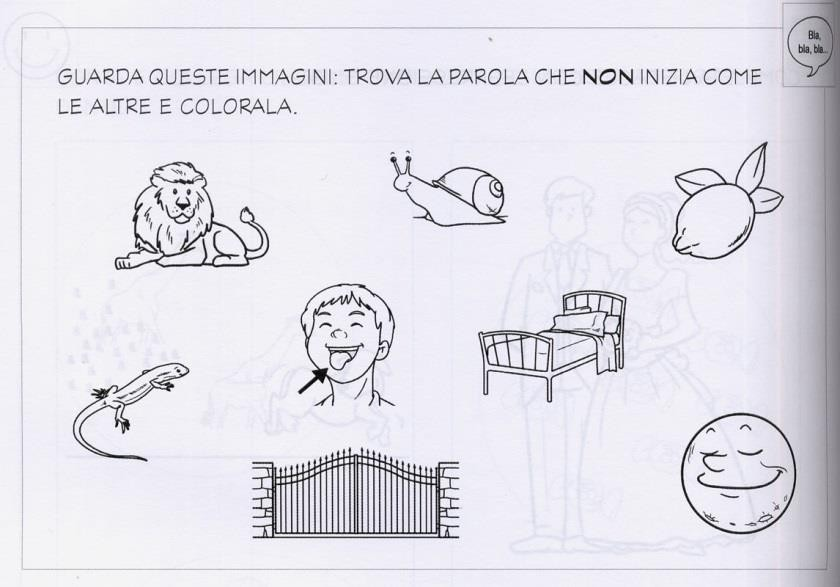 Bla,
bla, bla...
GUARDA QUESTE IMMAGINI: TROVA LA PAROLA CHE NON INIZIA COME
LE ALTRE E COLORALA.